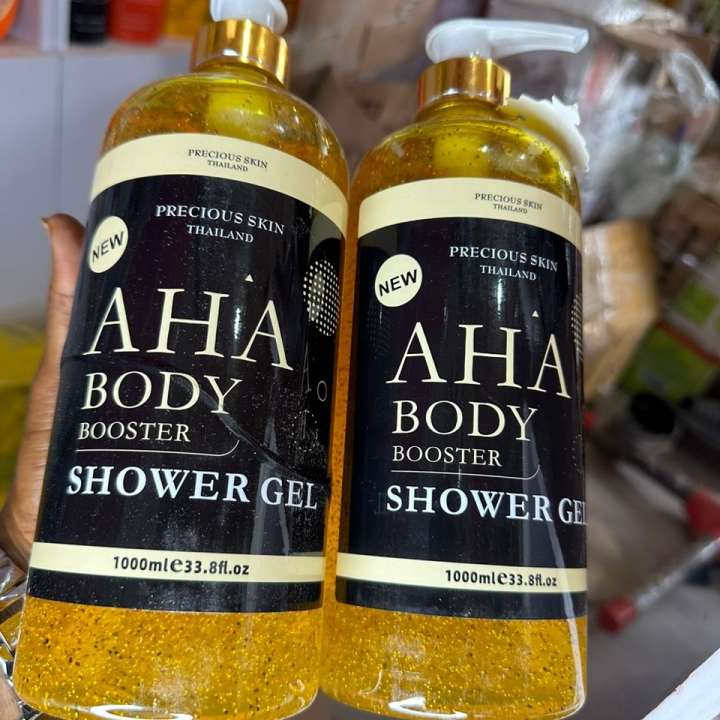 PRECIOUS SKIN
THAILAND
PRECIOUS SKIN
THAILAND
NEW
AHA
BODY
BOOSTER
SHOWER GEL
1000ml℮33.8fl.oz
PRECIOUS SKIN
THAILAND
PRECIOUS SKIN
THAILAND
NEW
AHA
BODY
BOOSTER
SHOWER GEL
1000ml℮33.8fl.oz